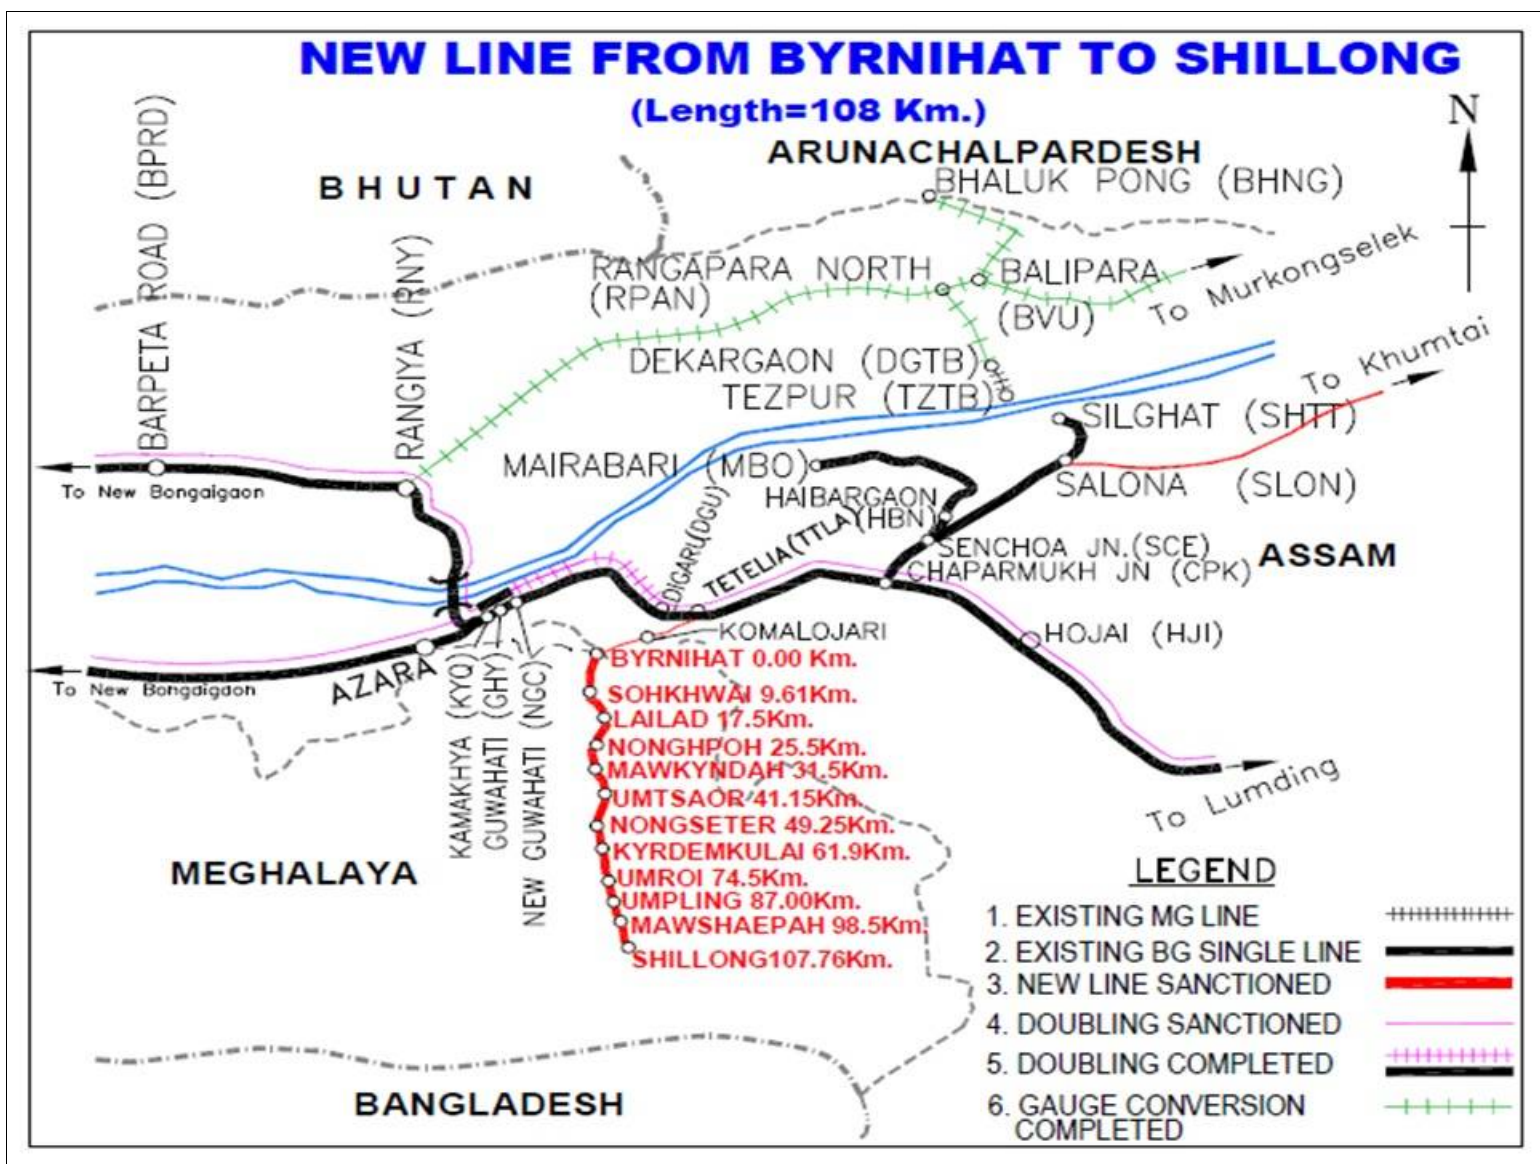 NEW LINE FROM BYRNIHAT TO SHILLONG
(Length=108 Km.)
N
ARUNACHALPARDESH
BHUTAN
BHALUK PONG (BHNG)
BARPETA ROAD (BPRD)
RANGIYA (RNY)
RANGAPARA NORTH
(RPAN)
BALIPARA
(BVU)
To Murkongselek
DEKARGAON (DGTB)
TEZPUR (TZTB)
To Khumtai
SILGHAT (SHTT)
MAIRABARI (MBO)
SALONA (SLON)
To New Bongaigaon
HAIBARGAON
(HBN)
DIGARU(DGU)
TETELIA(TTLA)
SENCHOA JN.(SCE)
CHAPARMUKH JN (CPK)
ASSAM
KOMALOJARI
HOJAI (HJI)
AZARA
To New Bongdigdon
KAMAKHYA (KYQ)
GUWAHATI (GHY)
NEW GUWAHATI (NGC)
BYRNIHAT 0.00 Km.
SOHKHWAI 9.61Km.
LAILAD 17.5Km.
NONGHPOH 25.5Km.
MAWKYNDAH 31.5Km.
UMTSAOR 41.15Km.
NONGSETER 49.25Km.
KYRDEMKULAI 61.9Km.
UMROI 74.5Km.
UMPLING 87.00Km.
MAWSHAEPAH 98.5Km.
SHILLONG107.76Km.
To Lumding
MEGHALAYA
BANGLADESH
LEGEND
1. EXISTING MG LINE
2. EXISTING BG SINGLE LINE
3. NEW LINE SANCTIONED
4. DOUBLING SANCTIONED
5. DOUBLING COMPLETED
6. GAUGE CONVERSION
COMPLETED